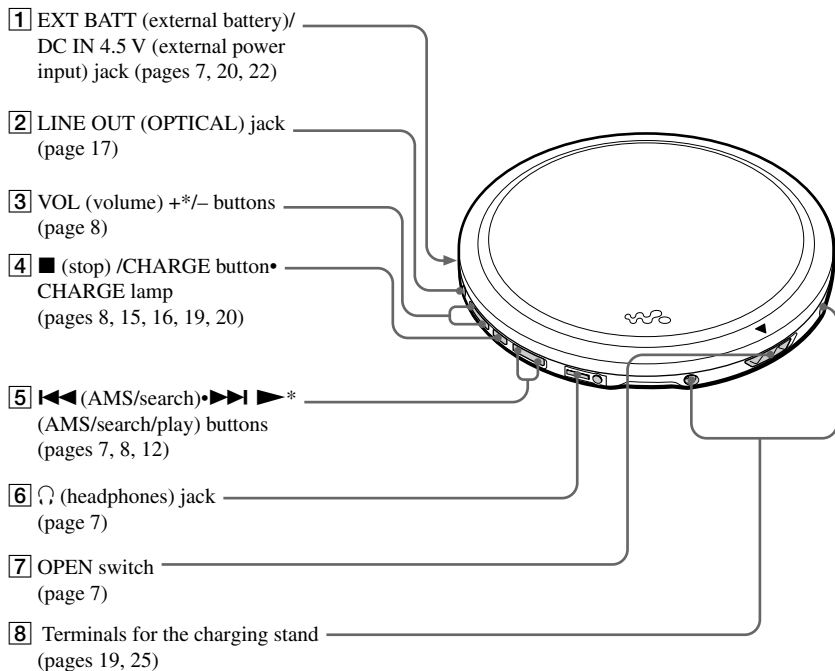 1 EXT BATT (external battery)/
DC IN 4.5 V (external power
input) jack (pages 7, 20, 22)
2 LINE OUT (OPTICAL) jack
(page 17)
3 VOL (volume) +*/– buttons
(page 8)
4 ■ (stop) /CHARGE button•
CHARGE lamp
(pages 8, 15, 16, 19, 20)
5 ⏮ (AMS/search)•⏭ ▶*
(AMS/search/play) buttons
(pages 7, 8, 12)
6 🎧 (headphones) jack
(page 7)
7 OPEN switch
(page 7)
8 Terminals for the charging stand
(pages 19, 25)